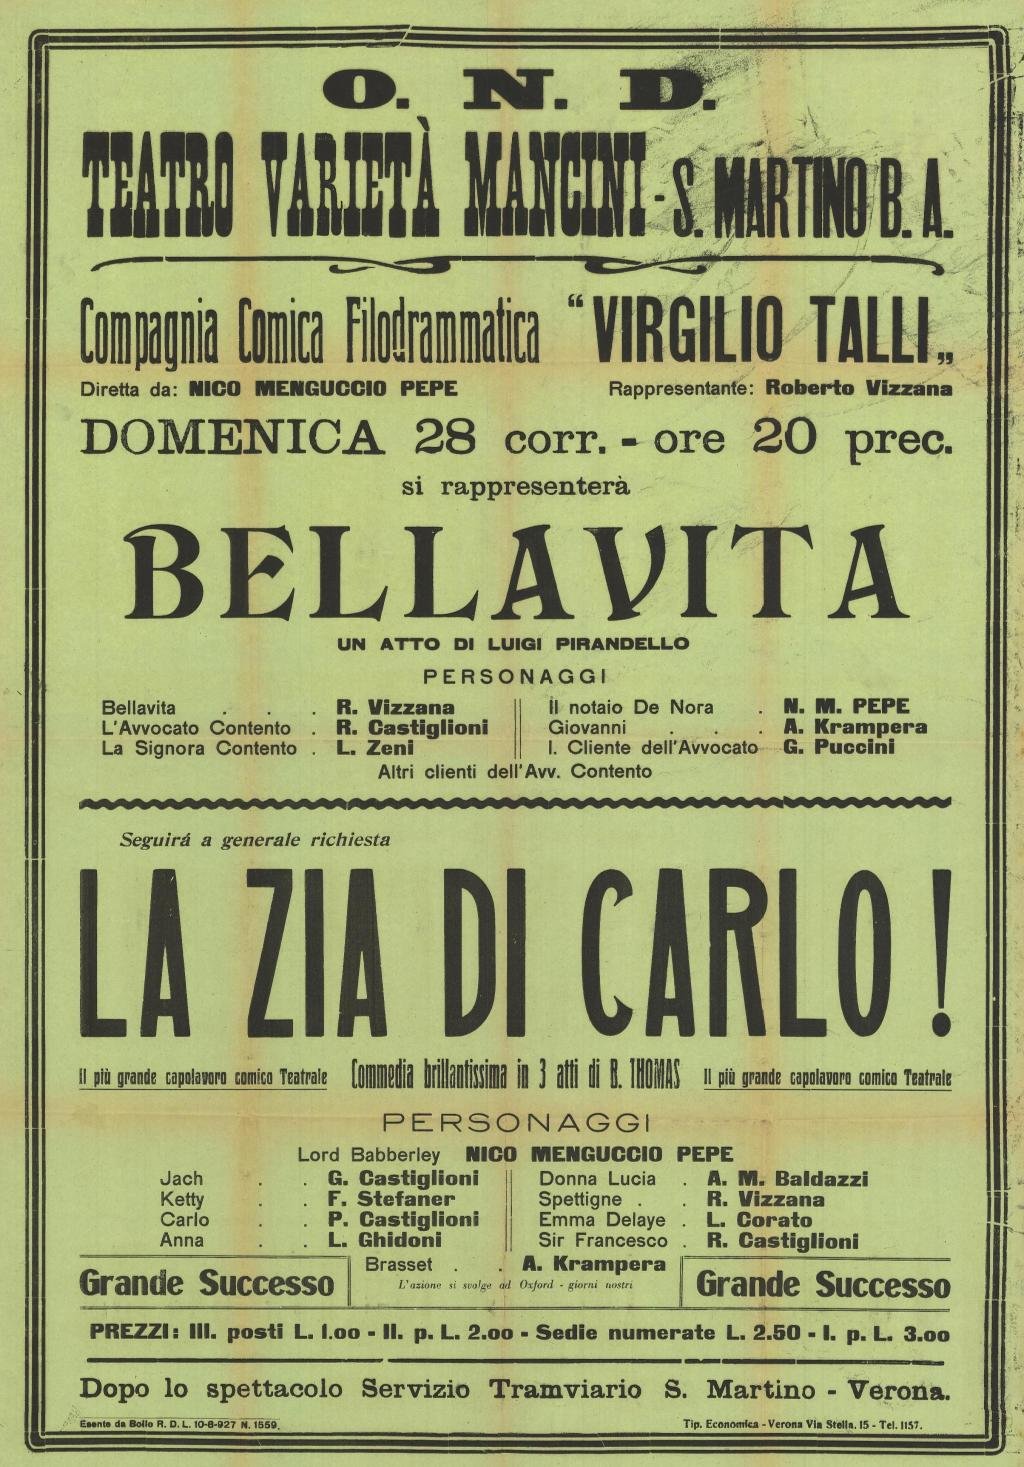 O. N. D.
TEATRO VARIETÀ MANCINI - S. MARTINO B. A.
Compagnia Comica Filodrammatica “VIRGILIO TALLI„
Diretta da: NICO MENGUCCIO PEPE Rappresentante: Roberto Vizzana
DOMENICA 28 corr. - ore 20 prec.
si rappresenterà
BELLAVITA
UN ATTO DI LUIGI PIRANDELLO
PERSONAGGI
Bellavita . . . R. Vizzana
L'Avvocato Contento . R. Castiglioni
La Signora Contento . L. Zeni
Il notaio De Nora . N. M. PEPE
Giovanni . . . A. Krampera
I. Cliente dell'Avvocato G. Puccini
Altri clienti dell'Avv. Contento
Seguirá a generale richiesta
LA ZIA DI CARLO !
Il più grande capolavoro comico Teatrale Commedia brillantissima in 3 atti di B. THOMAS Il più grande capolavoro comico Teatrale
PERSONAGGI
Lord Babberley NICO MENGUCCIO PEPE
Jach . . G. Castiglioni
Ketty . . F. Stefaner
Carlo . . P. Castiglioni
Anna . . L. Ghidoni
Donna Lucia . A. M. Baldazzi
Spettigne . . R. Vizzana
Emma Delaye . L. Corato
Sir Francesco . R. Castiglioni
Brasset . . A. Krampera
Grande Successo L'azione si svolge ad Oxford - giorni nostri Grande Successo
PREZZI: III. posti L. 1.00 - II. p. L. 2.00 - Sedie numerate L. 2.50 - I. p. L. 3.00
Dopo lo spettacolo Servizio Tramviario S. Martino - Verona.
Esente da Bollo R. D. L. 10-6-927 N. 1559. Tip. Economica - Verona Via Stella, 15 - Tel. 1157.